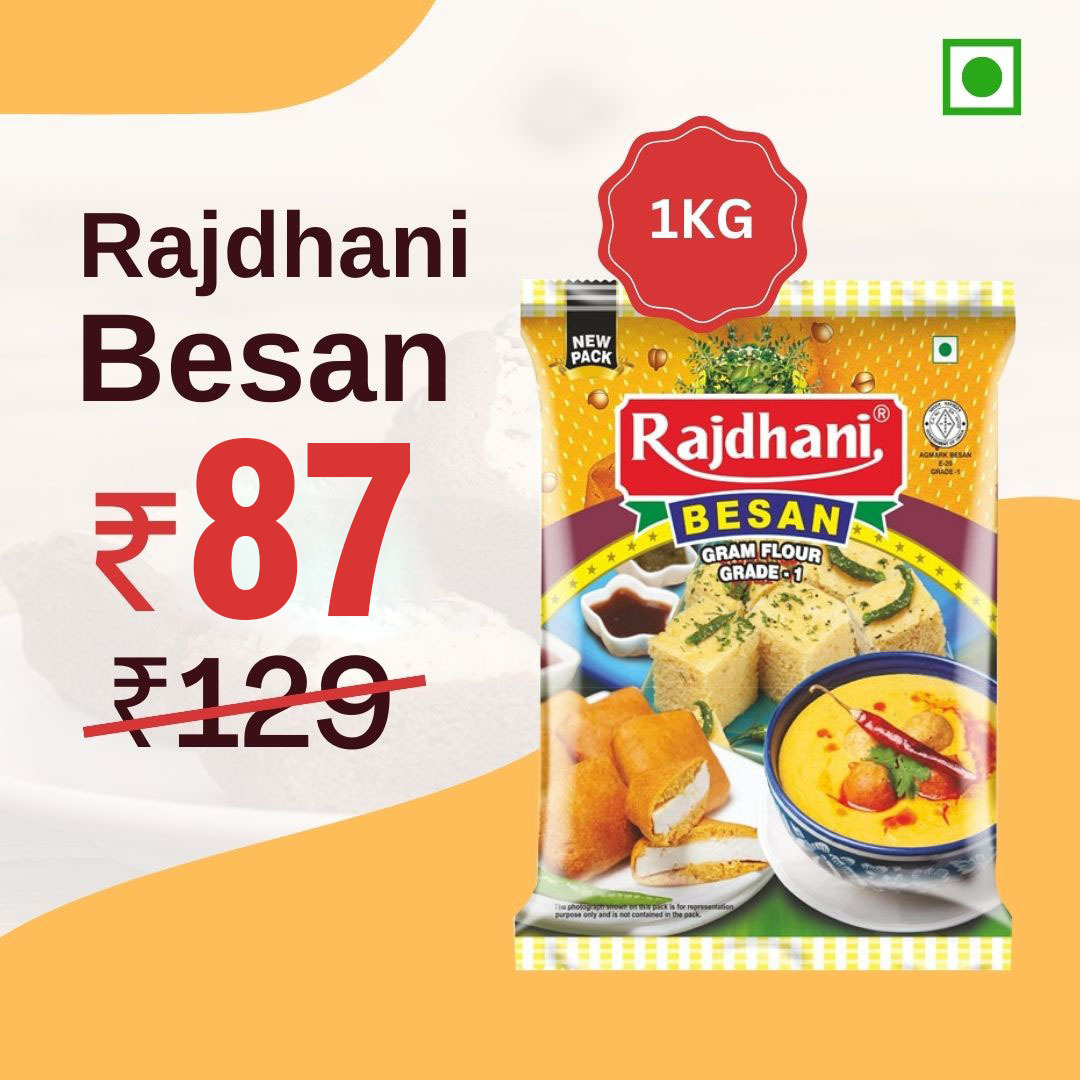 1KG
Rajdhani
Besan
₹87
₹129
NEW
PACK
Rajdhani®
BESAN
GRAM FLOUR
GRADE - 1
AGMARK BESAN
GRADE -1
The photograph shown on this pack is for representation
purpose only and is not contained in the pack.